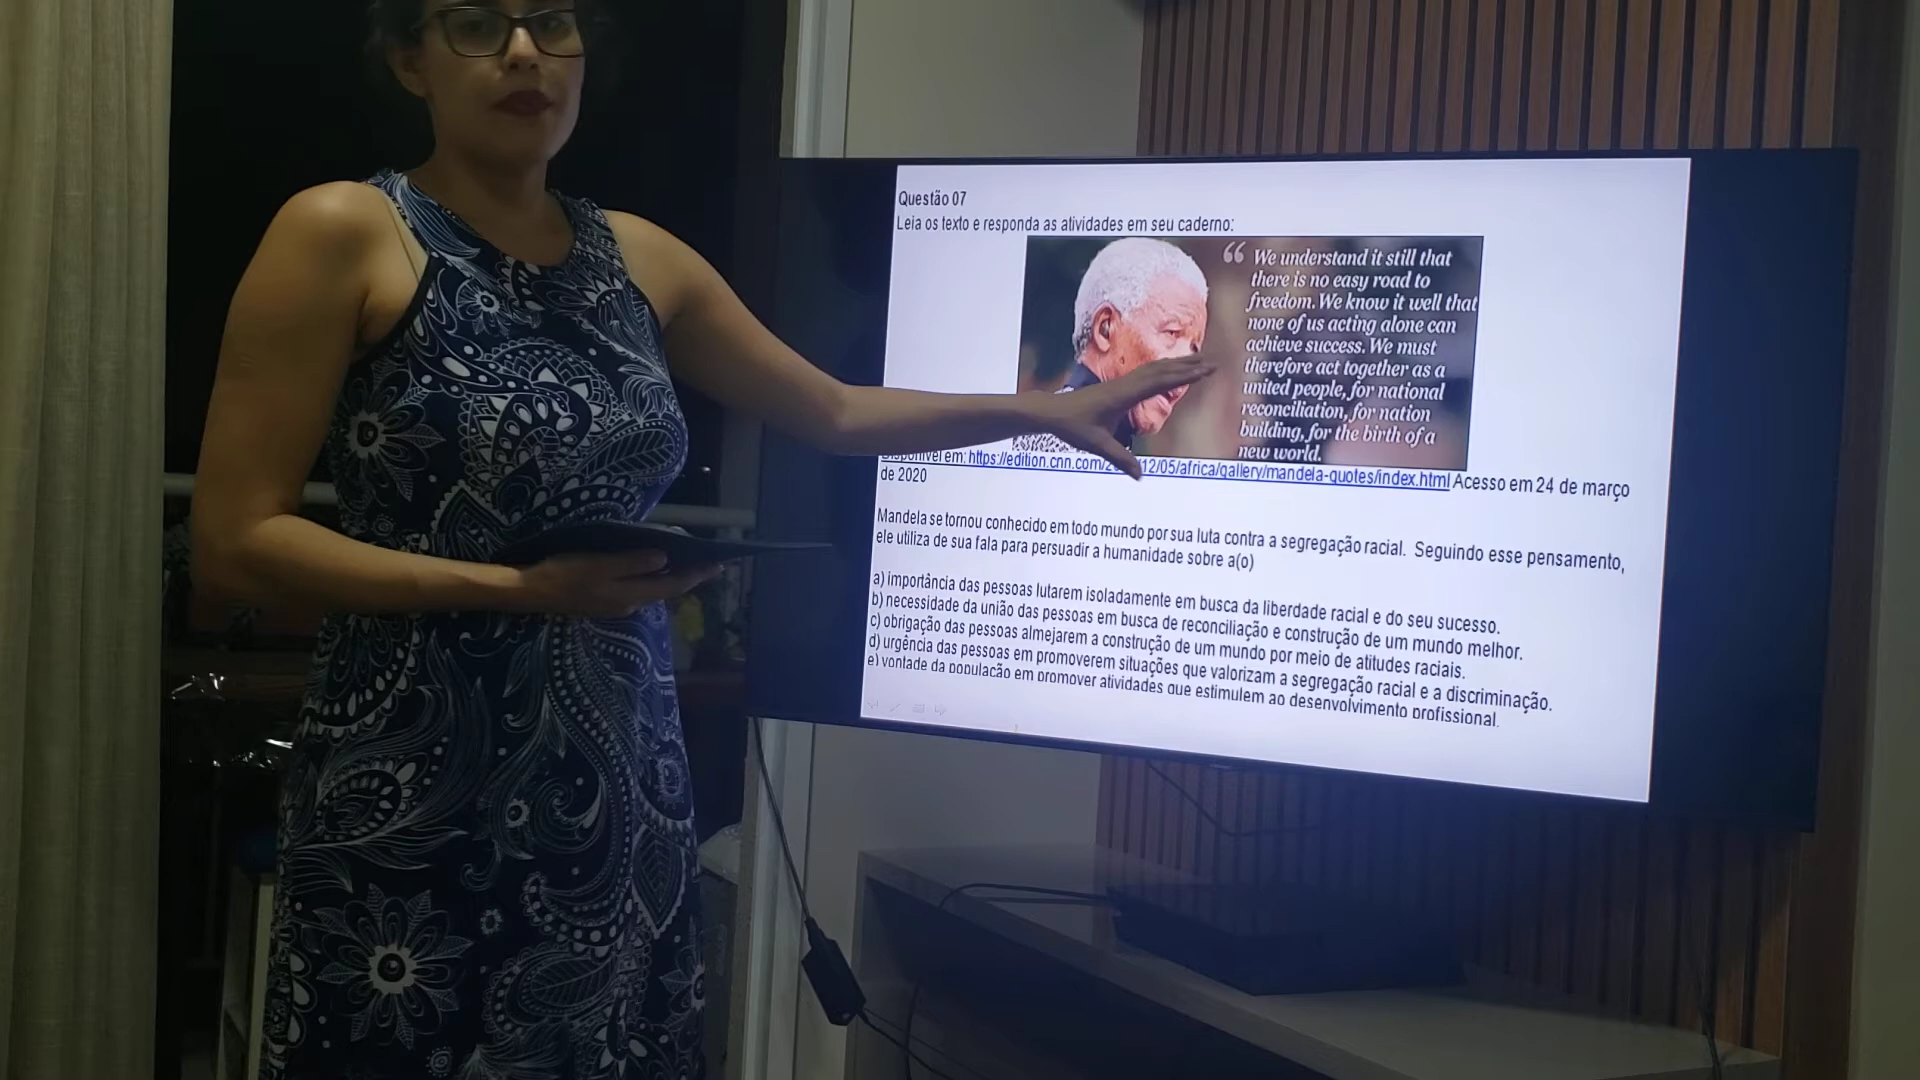 Questão 07
Leia os texto e responda as atividades em seu caderno:
“ We understand it still that
there is no easy road to
freedom. We know it well that
none of us acting alone can
achieve success. We must
therefore act together as a
united people, for national
reconciliation, for nation
building, for the birth of a
new world.
Disponível em: https://edition.cnn.com/2 12/05/africa/gallery/mandela-quotes/index.html Acesso em 24 de março
de 2020
Mandela se tornou conhecido em todo mundo por sua luta contra a segregação racial. Seguindo esse pensamento,
ele utiliza de sua fala para persuadir a humanidade sobre a(o)
a) importância das pessoas lutarem isoladamente em busca da liberdade racial e do seu sucesso.
b) necessidade da união das pessoas em busca de reconciliação e construção de um mundo melhor.
c) obrigação das pessoas almejarem a construção de um mundo por meio de atitudes raciais.
d) urgência das pessoas em promoverem situações que valorizam a segregação racial e a discriminação.
e) vontade da população em promover atividades que estimulem ao desenvolvimento profissional.